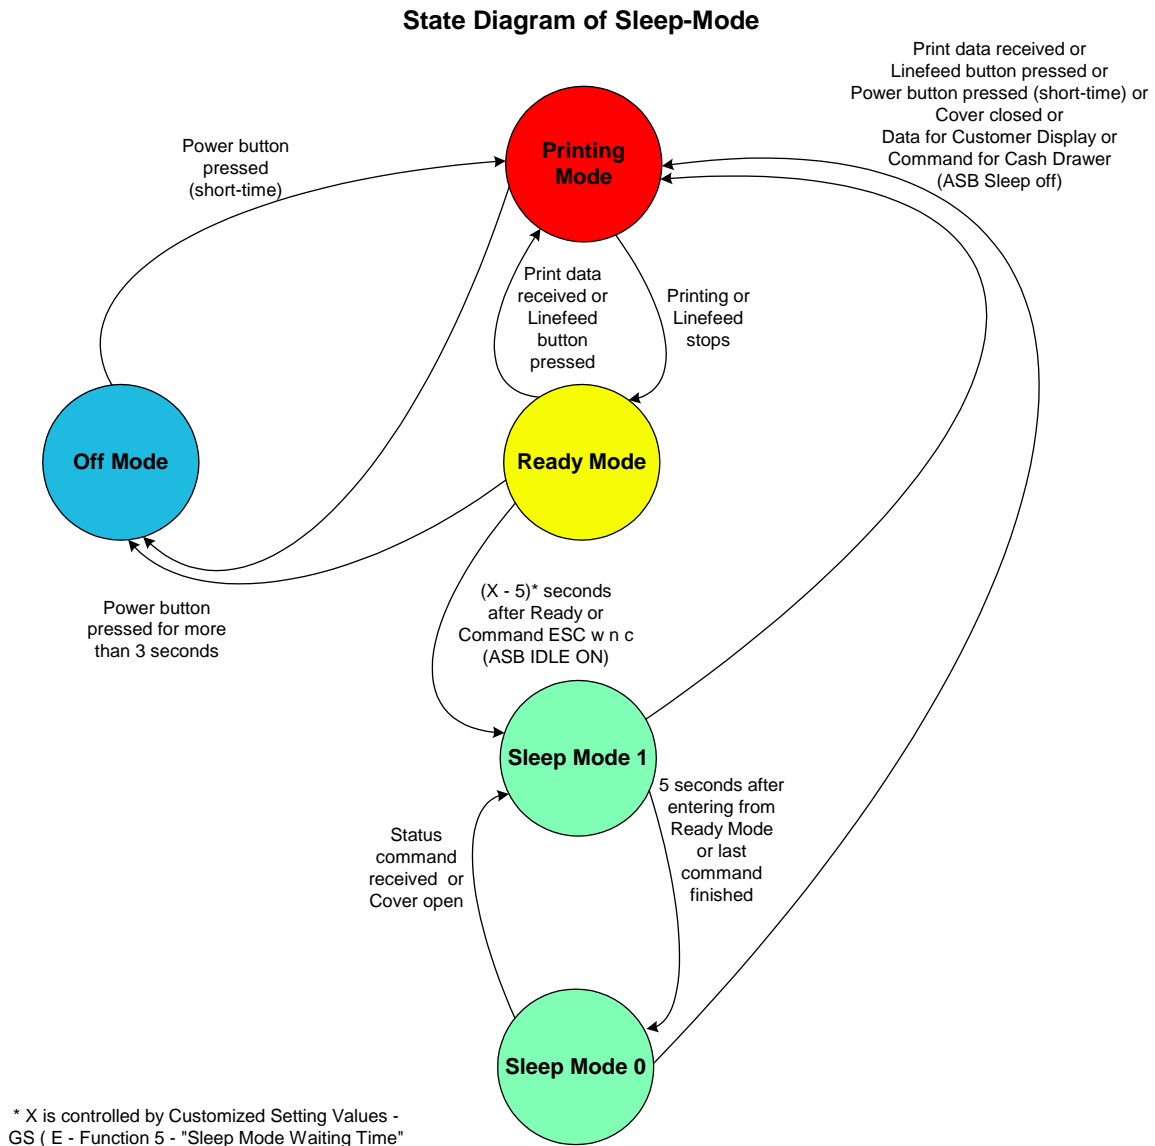 State Diagram of Sleep-Mode
Print data received or
Linefeed button pressed or
Power button pressed (short-time) or
Cover closed or
Data for Customer Display or
Command for Cash Drawer
(ASB Sleep off)
Power button
pressed
(short-time)
Printing
Mode
Print data
received or
Linefeed
button
pressed
Printing or
Linefeed
stops
Off Mode
Ready Mode
Power button
pressed for more
than 3 seconds
(X - 5)* seconds
after Ready or
Command ESC w n c
(ASB IDLE ON)
Sleep Mode 1
5 seconds after
entering from
Ready Mode
or last
command
finished
Status
command
received  or
Cover open
Sleep Mode 0
* X is controlled by Customized Setting Values -
GS ( E - Function 5 - "Sleep Mode Waiting Time"